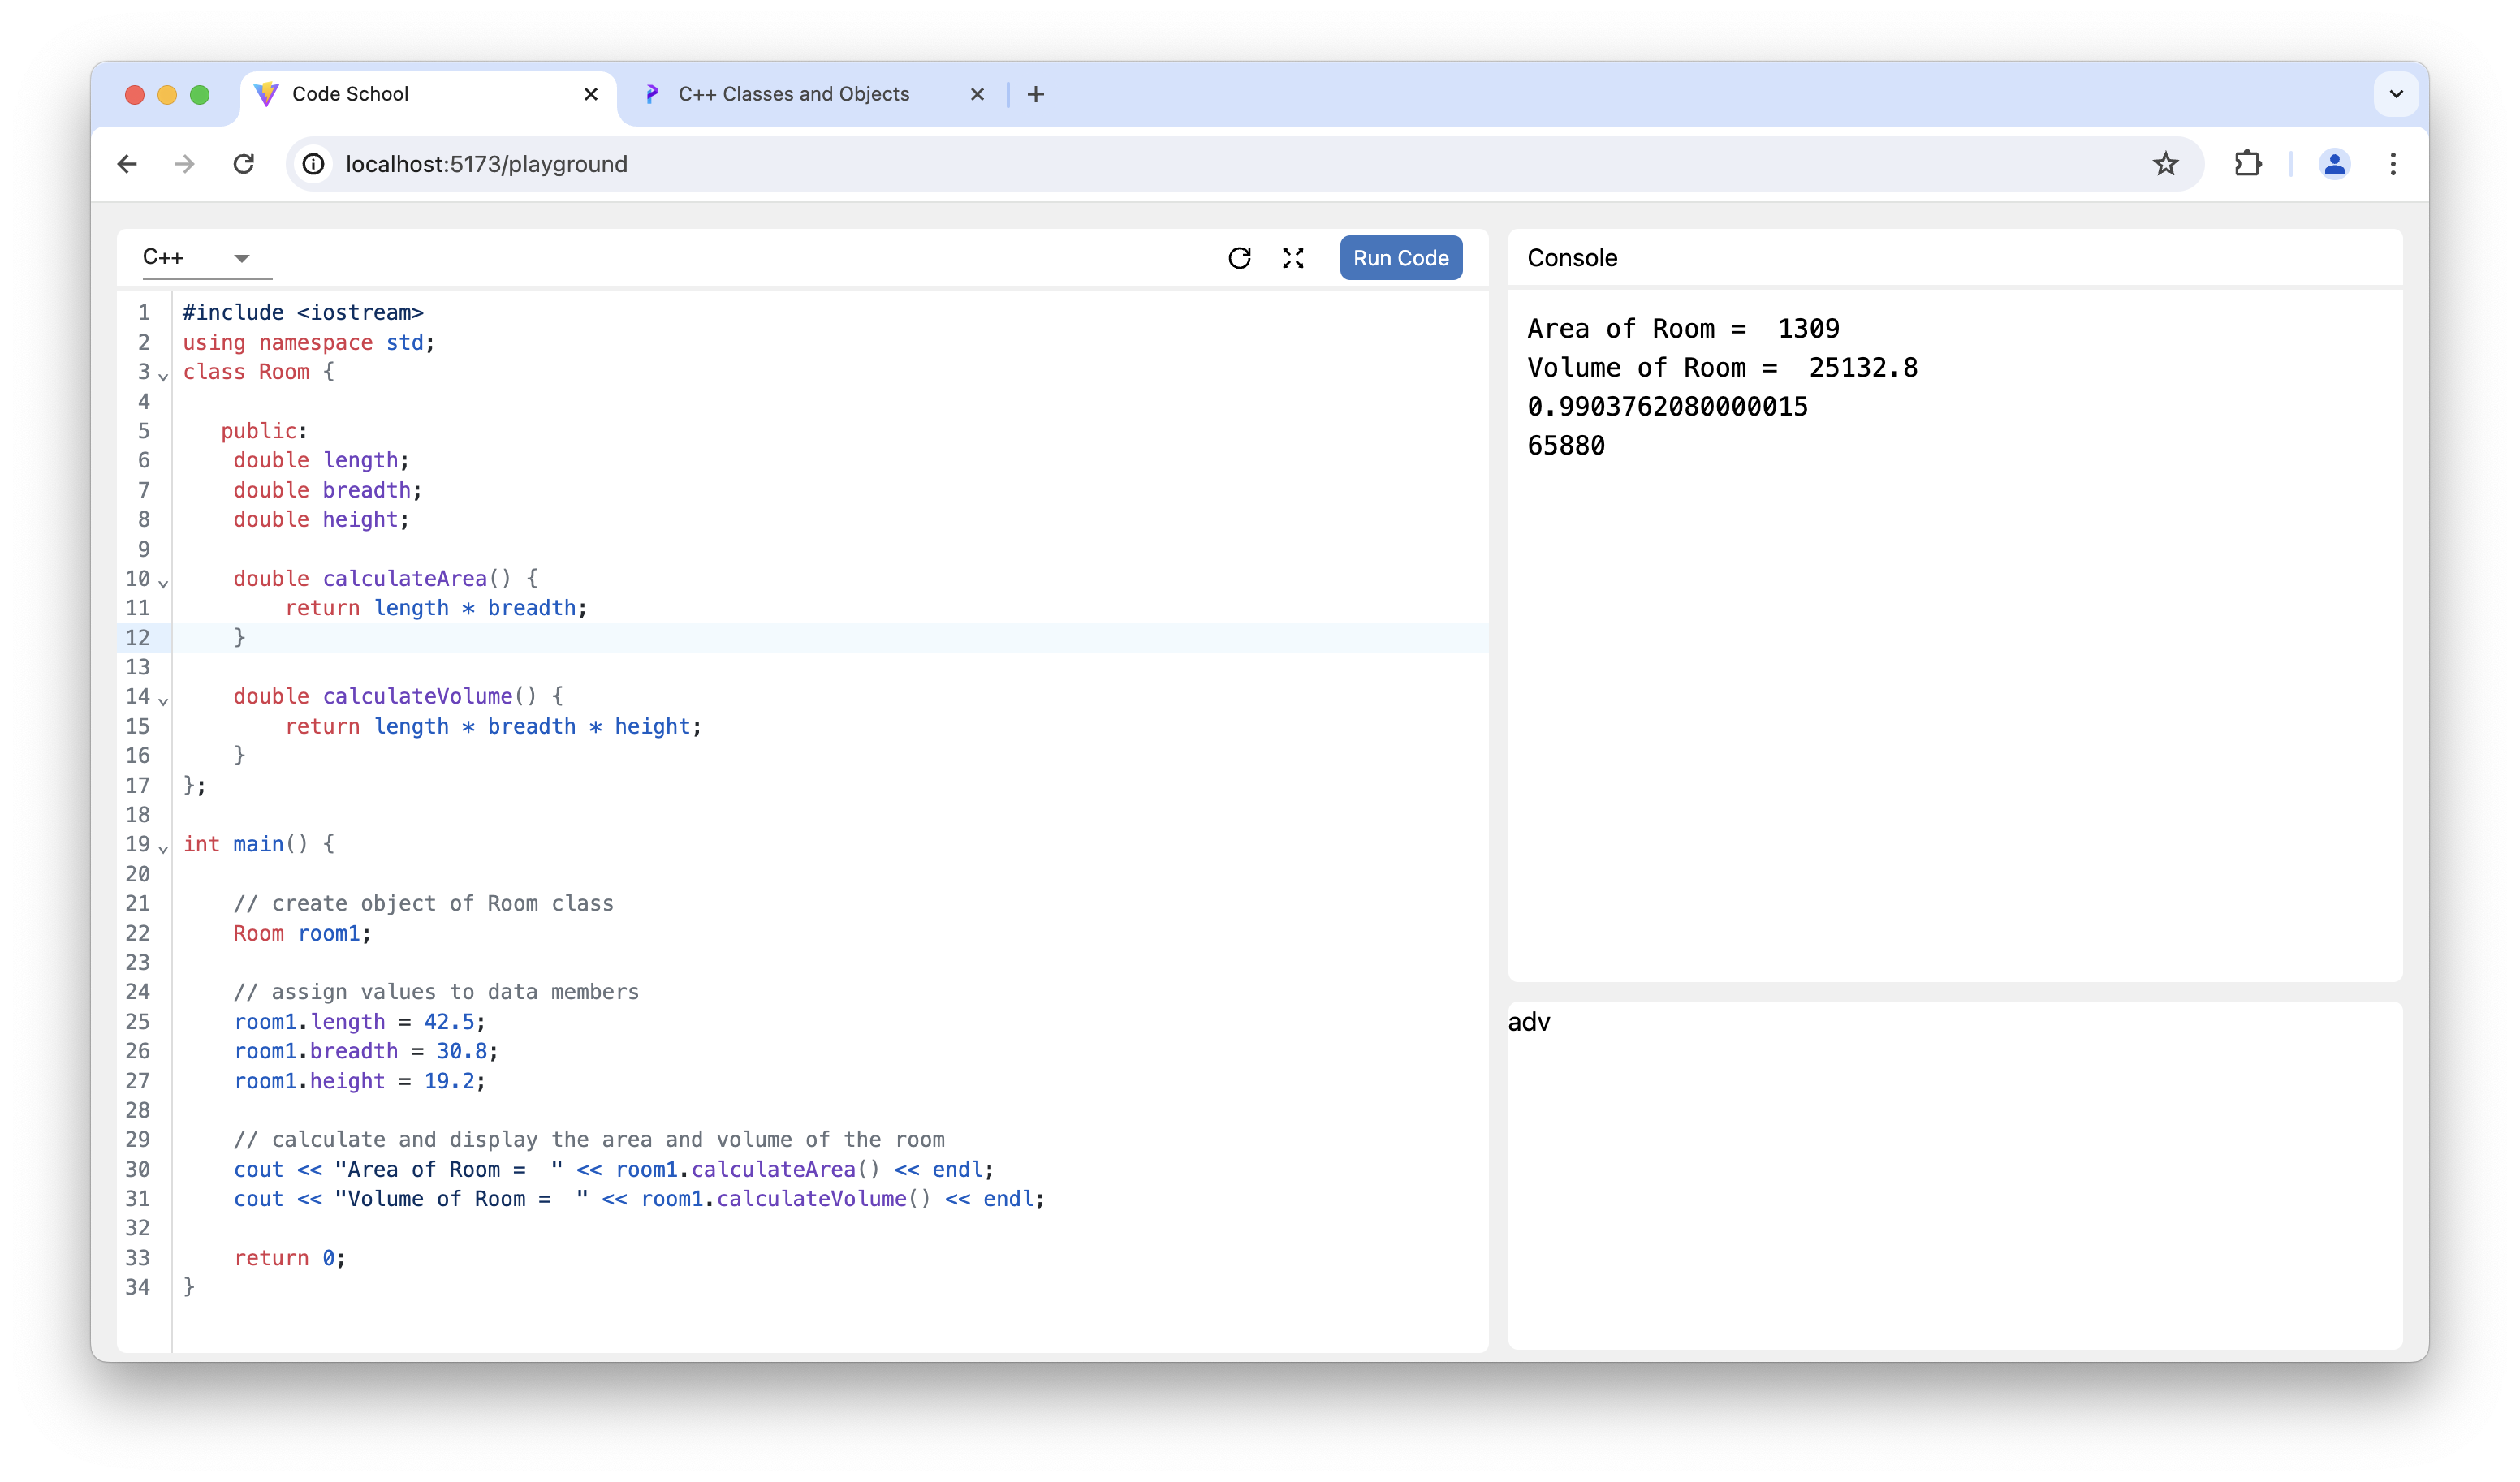 Code School
C++ Classes and Objects
localhost:5173/playground
C++
Run Code
1 #include <iostream>
2 using namespace std;
3 class Room {
4
5    public:
6     double length;
7     double breadth;
8     double height;
9
10     double calculateArea() {
11         return length * breadth;
12     }
13
14     double calculateVolume() {
15         return length * breadth * height;
16     }
17 };
18
19 int main() {
20
21     // create object of Room class
22     Room room1;
23
24     // assign values to data members
25     room1.length = 42.5;
26     room1.breadth = 30.8;
27     room1.height = 19.2;
28
29     // calculate and display the area and volume of the room
30     cout << "Area of Room =  " << room1.calculateArea() << endl;
31     cout << "Volume of Room =  " << room1.calculateVolume() << endl;
32
33     return 0;
34 }
Console
Area of Room =  1309
Volume of Room =  25132.8
0.9903762080000015
65880
adv